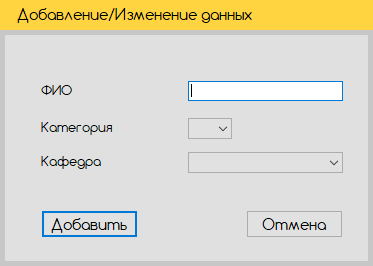 Добавление/Изменение данных
ФИО
Категория
Кафедра
Добавить Отмена